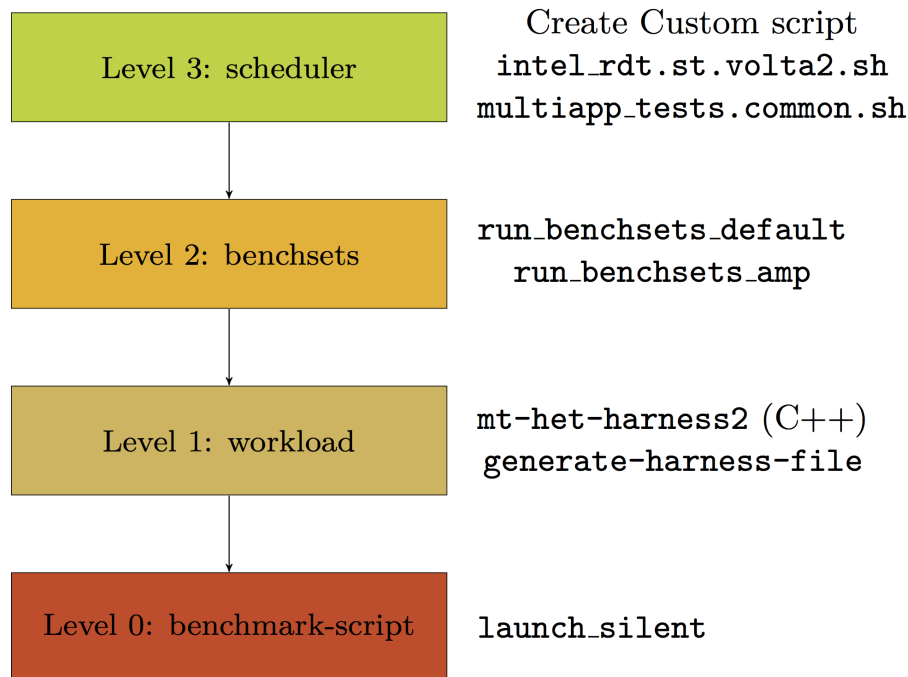 Level 3: scheduler
Create Custom script
intel_rdt.st.volta2.sh
multiapp_tests.common.sh
Level 2: benchsets
run_benchsets_default
run_benchsets_amp
Level 1: workload
mt-het-harness2 (C++)
generate-harness-file
Level 0: benchmark-script
launch_silent